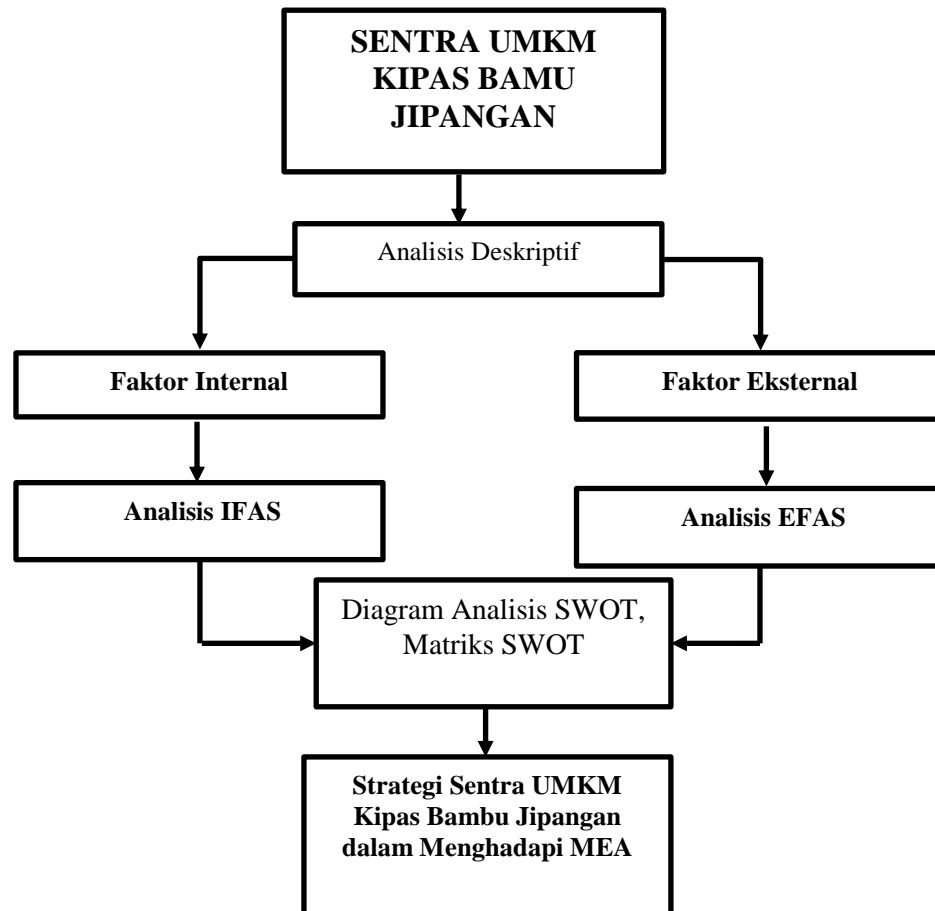 SENTRA UMKM
KIPAS BAMU
JIPANGAN
Analisis Deskriptif
Faktor Internal
Faktor Eksternal
Analisis IFAS
Analisis EFAS
Diagram Analisis SWOT,
Matriks SWOT
Strategi Sentra UMKM
Kipas Bambu Jipangan
dalam Menghadapi MEA